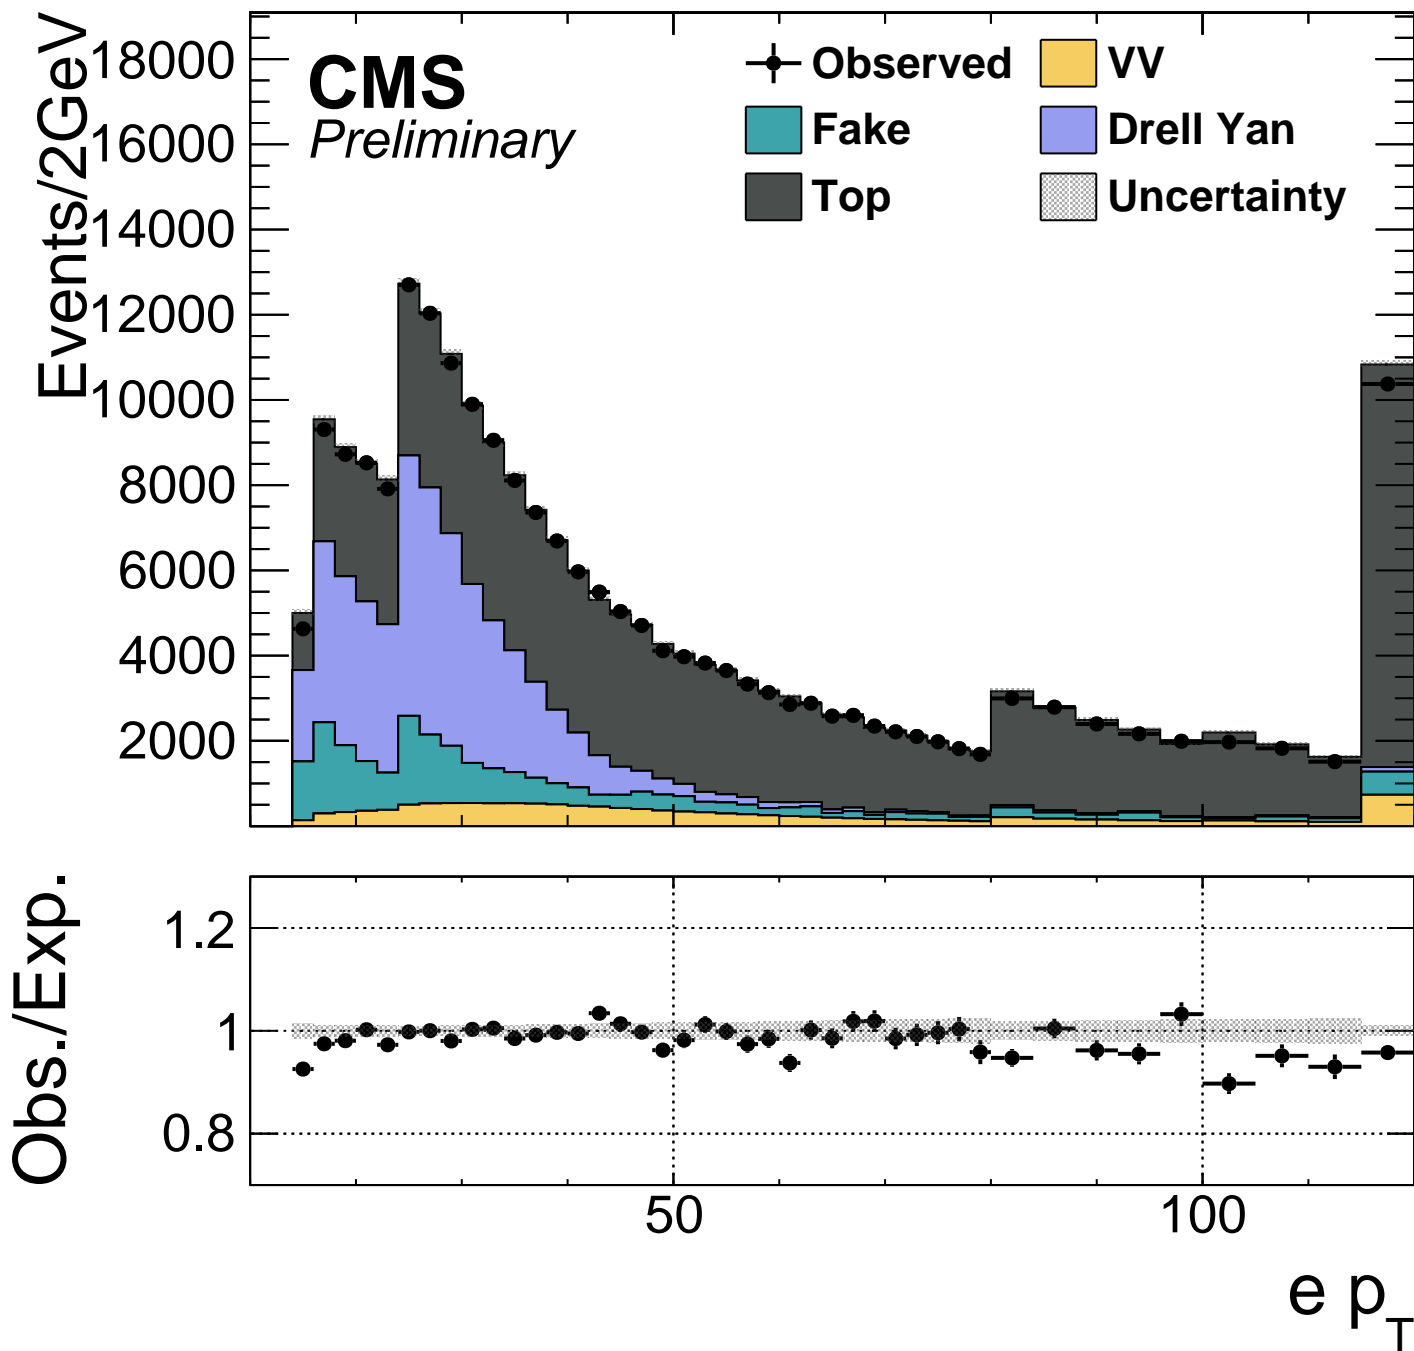 Events/2GeV
18000
16000
14000
12000
10000
8000
6000
4000
2000
CMS
Preliminary
Observed
VV
Fake
Drell Yan
Top
Uncertainty
Obs./Exp.
1.2
1
0.8
50
100
e p_T